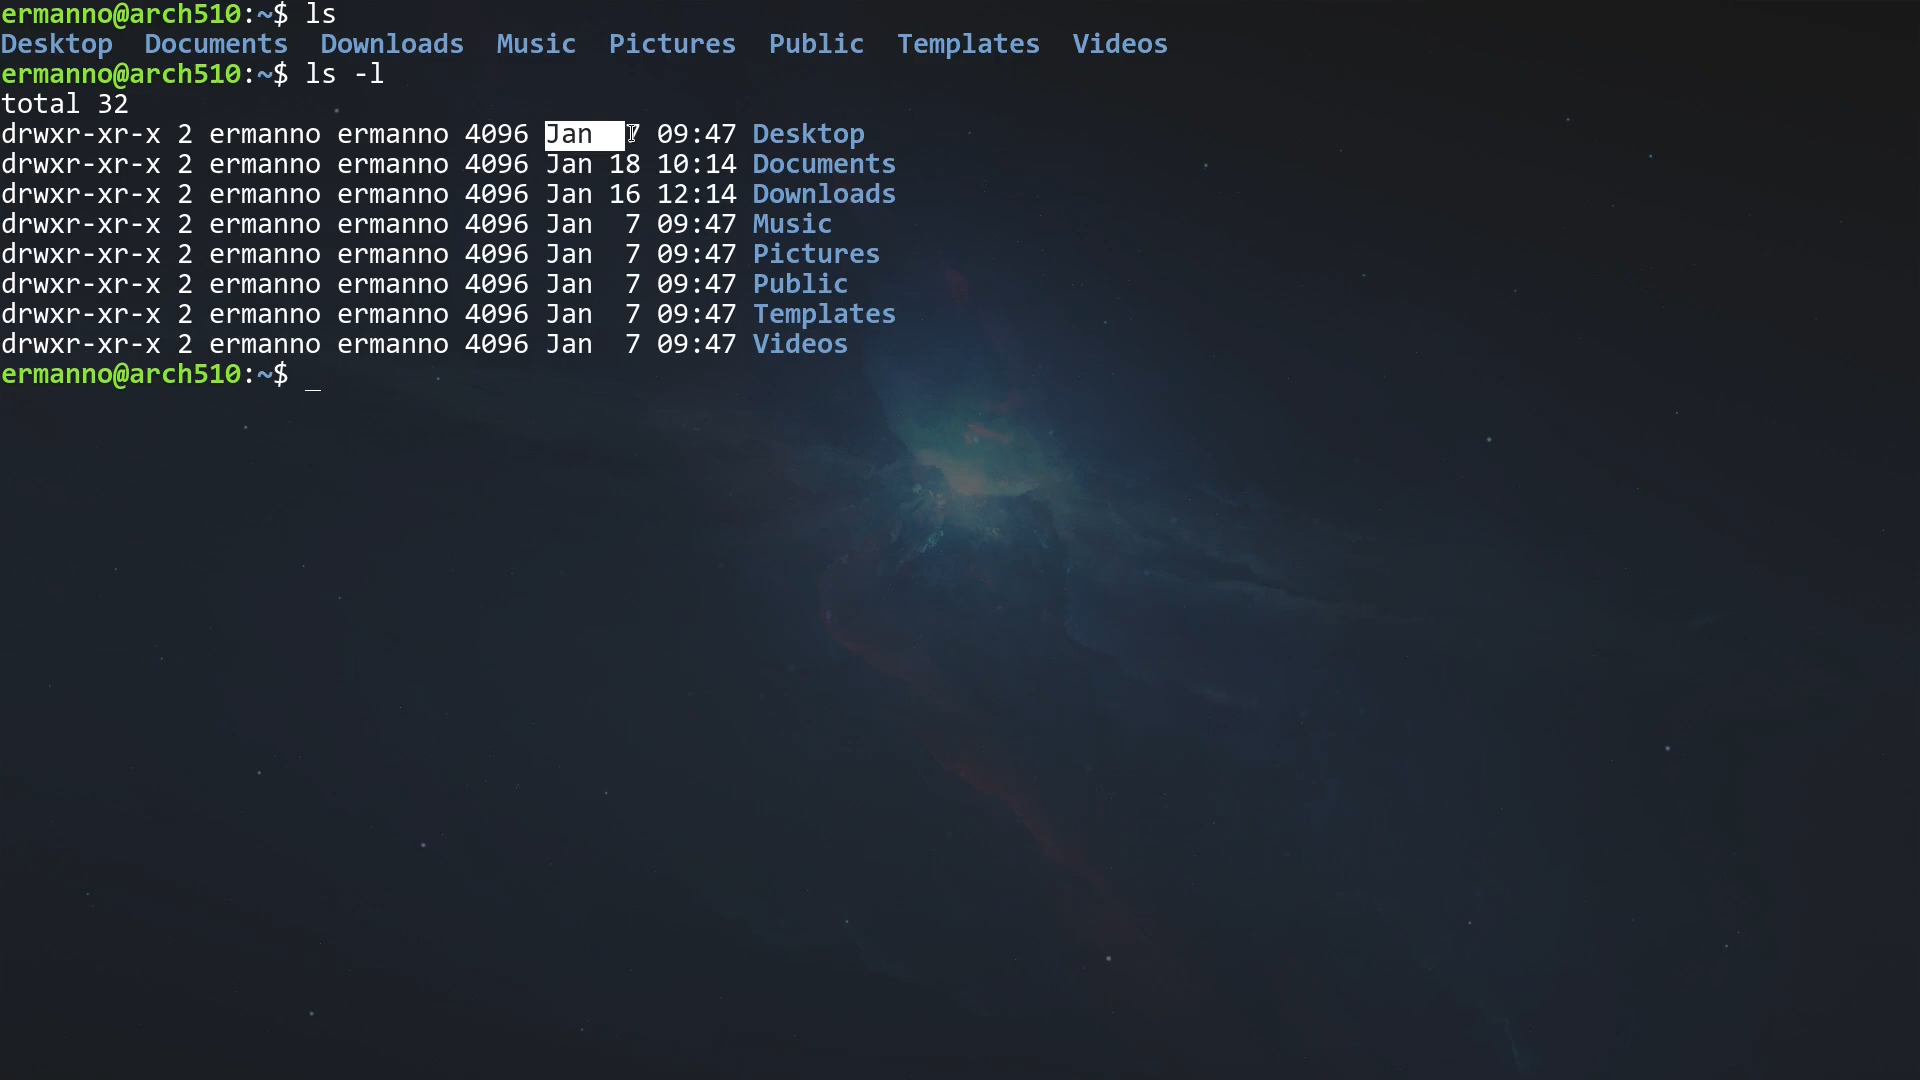 ermanno@arch510:~$ ls
Desktop  Documents  Downloads  Music  Pictures  Public  Templates  Videos
ermanno@arch510:~$ ls -l
total 32
drwxr-xr-x 2 ermanno ermanno 4096 Jan  7 09:47 Desktop
drwxr-xr-x 2 ermanno ermanno 4096 Jan 18 10:14 Documents
drwxr-xr-x 2 ermanno ermanno 4096 Jan 16 12:14 Downloads
drwxr-xr-x 2 ermanno ermanno 4096 Jan  7 09:47 Music
drwxr-xr-x 2 ermanno ermanno 4096 Jan  7 09:47 Pictures
drwxr-xr-x 2 ermanno ermanno 4096 Jan  7 09:47 Public
drwxr-xr-x 2 ermanno ermanno 4096 Jan  7 09:47 Templates
drwxr-xr-x 2 ermanno ermanno 4096 Jan  7 09:47 Videos
ermanno@arch510:~$ _